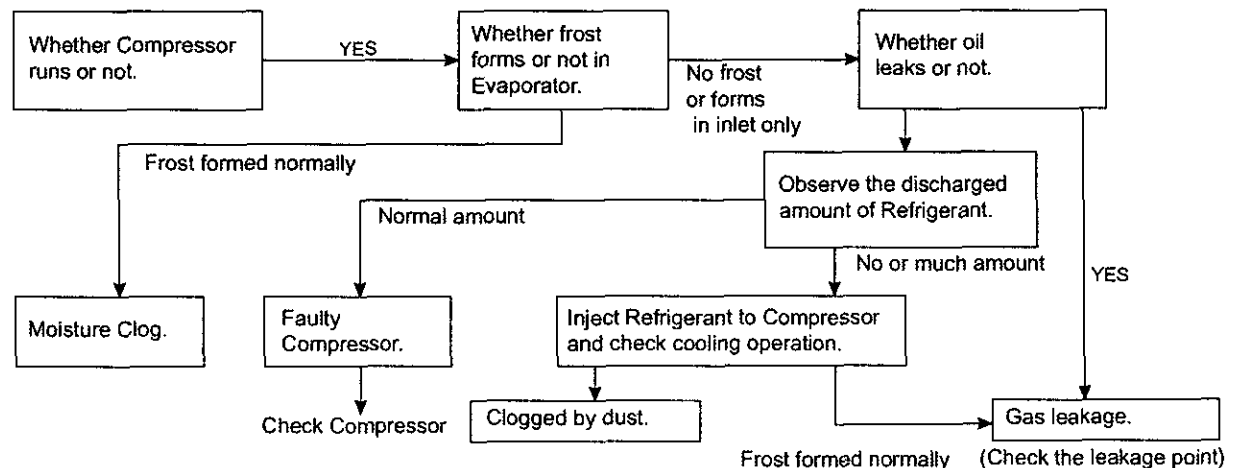 Whether Compressor
runs or not.
YES
Whether frost
forms or not in
Evaporator.
No frost
or forms
in inlet only
Whether oil
leaks or not.
Frost formed normally
Observe the discharged
amount of Refrigerant.
Normal amount
No or much amount
YES
Moisture Clog.
Faulty
Compressor.
Inject Refrigerant to Compressor
and check cooling operation.
Check Compressor
Clogged by dust.
Gas leakage.
Frost formed normally
(Check the leakage point)